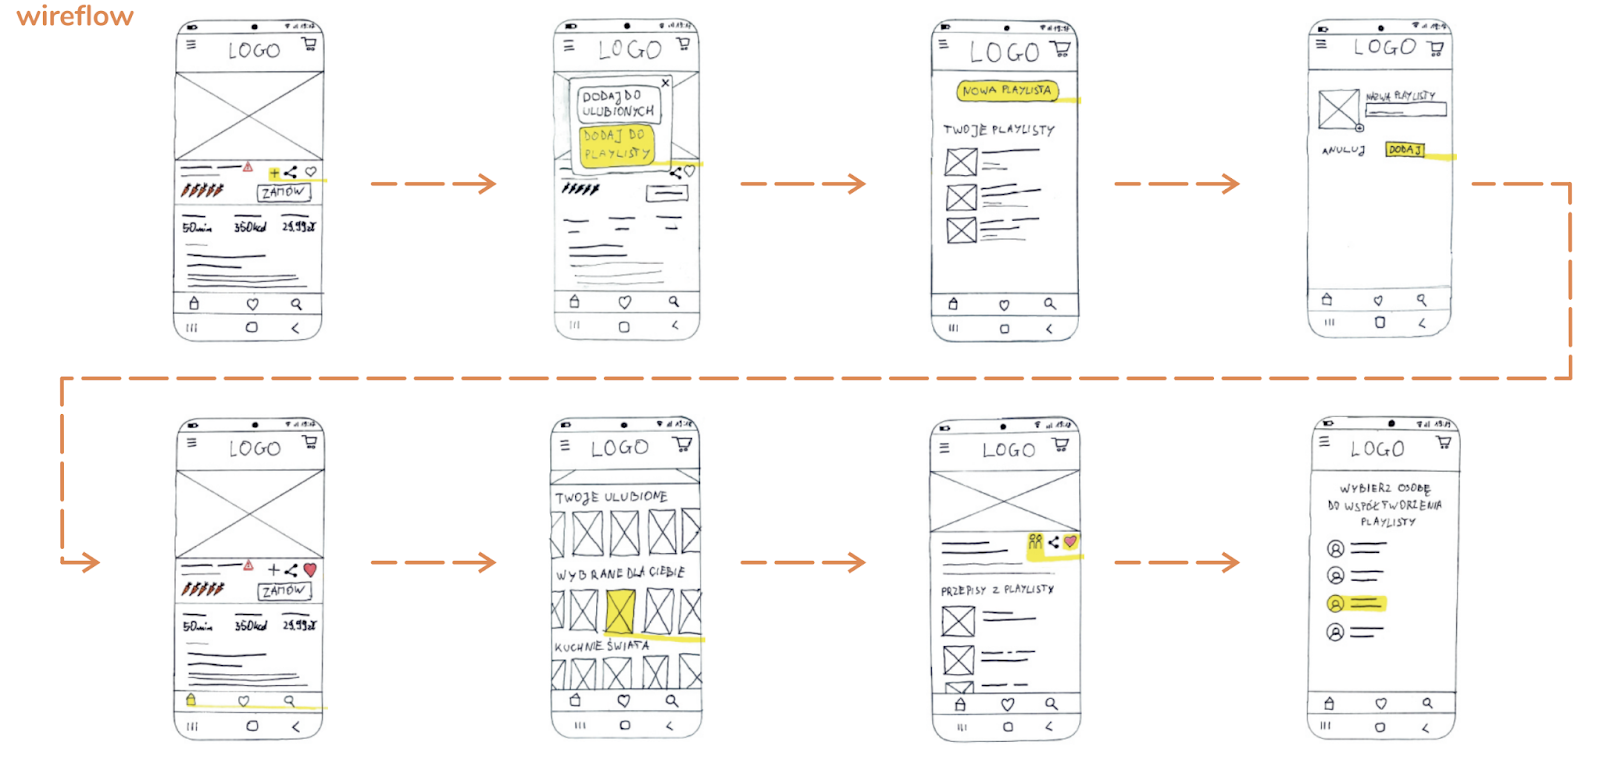 wireflow
LOGO
ZAMÓW
50min 350kcal 25,99zł
LOGO
X
DODAJ DO
ULUBIONYCH
DODAJ DO
PLAYLISTY
LOGO
NOWA PLAYLISTA
TWOJE PLAYLISTY
LOGO
NAZWA PLAYLISTY
ANULUJ DODAJ
LOGO
ZAMÓW
50min 350kcal 25,99zł
LOGO
TWOJE ULUBIONE
WYBRANE DLA CIEBIE
KUCHNIE ŚWIATA
LOGO
PRZEPISY Z PLAYLISTY
LOGO
WYBIERZ OSOBĘ
DO WSPÓŁTWORZENIA
PLAYLISTY